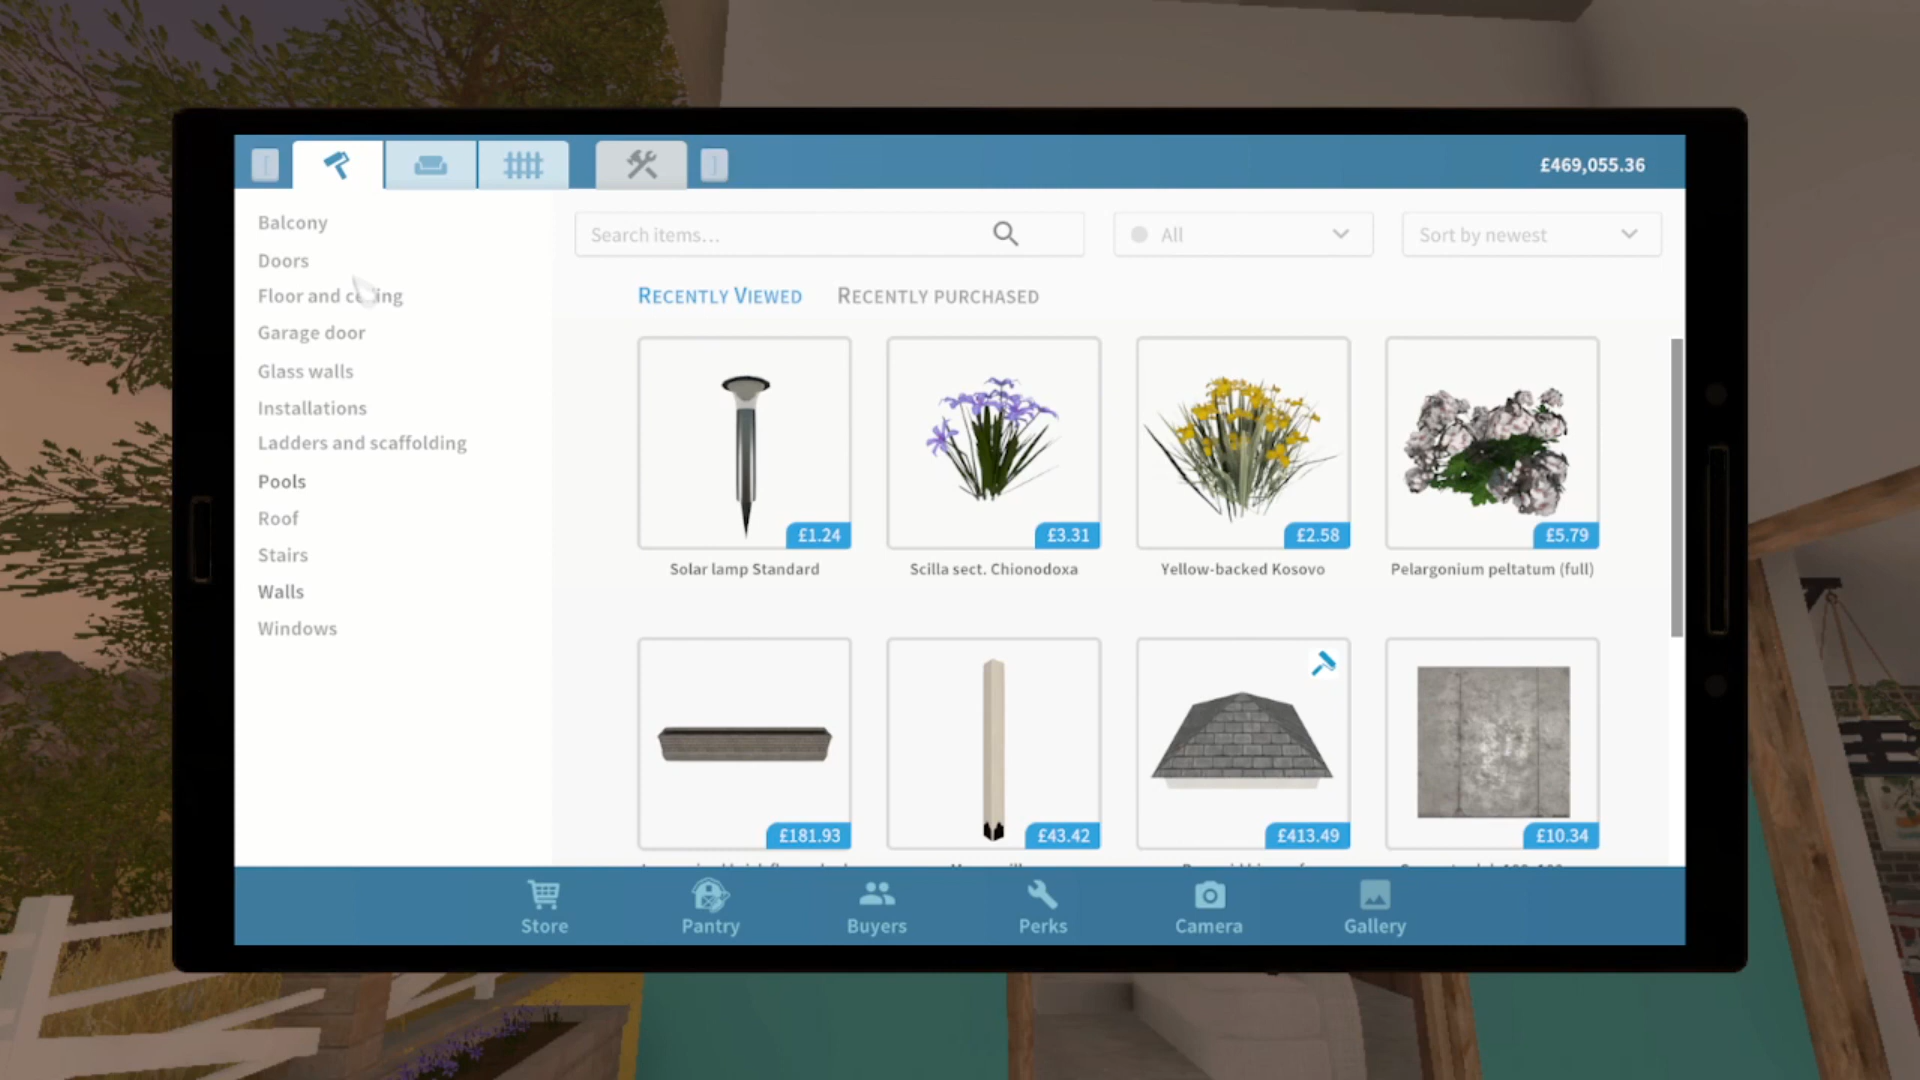 £469,055.36
Balcony
Doors
Floor and ceiling
Garage door
Glass walls
Installations
Ladders and scaffolding
Pools
Roof
Stairs
Walls
Windows
Search items...
All
Sort by newest
RECENTLY VIEWED
RECENTLY PURCHASED
£1.24
£3.31
£2.58
£5.79
Solar lamp Standard
Scilla sect. Chionodoxa
Yellow-backed Kosovo
Pelargonium peltatum (full)
£181.93
£43.42
£413.49
£10.34
Store
Pantry
Buyers
Perks
Camera
Gallery